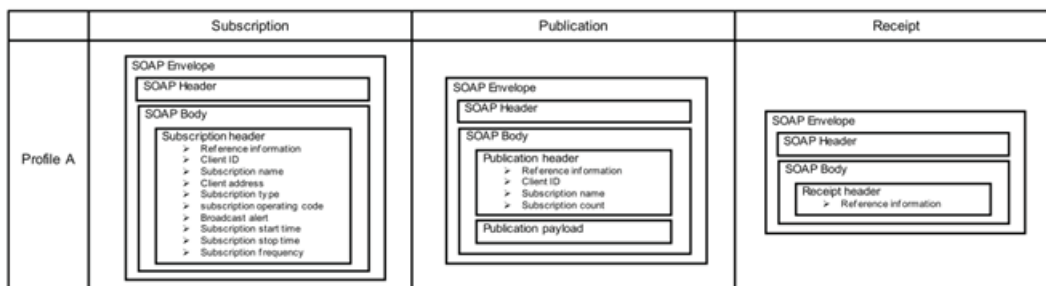 Subscription
Publication
Receipt
Profile A
SOAP Envelope
SOAP Header
SOAP Body
Subscription header
➢ Reference information
➢ Client ID
➢ Subscription name
➢ Client address
➢ Subscription type
➢ subscription operating code
➢ Broadcast alert
➢ Subscription start time
➢ Subscription stop time
➢ Subscription frequency
SOAP Envelope
SOAP Header
SOAP Body
Publication header
➢ Reference information
➢ Client ID
➢ Subscription name
➢ Subscription count
Publication payload
SOAP Envelope
SOAP Header
SOAP Body
Receipt header
➢ Reference information